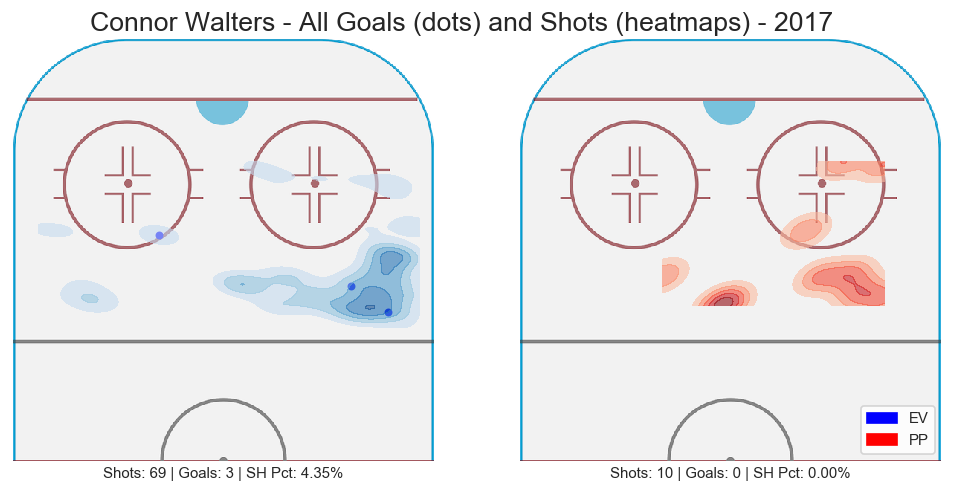 Connor Walters - All Goals (dots) and Shots (heatmaps) - 2017
EV
PP
Shots: 69 | Goals: 3 | SH Pct: 4.35%
Shots: 10 | Goals: 0 | SH Pct: 0.00%